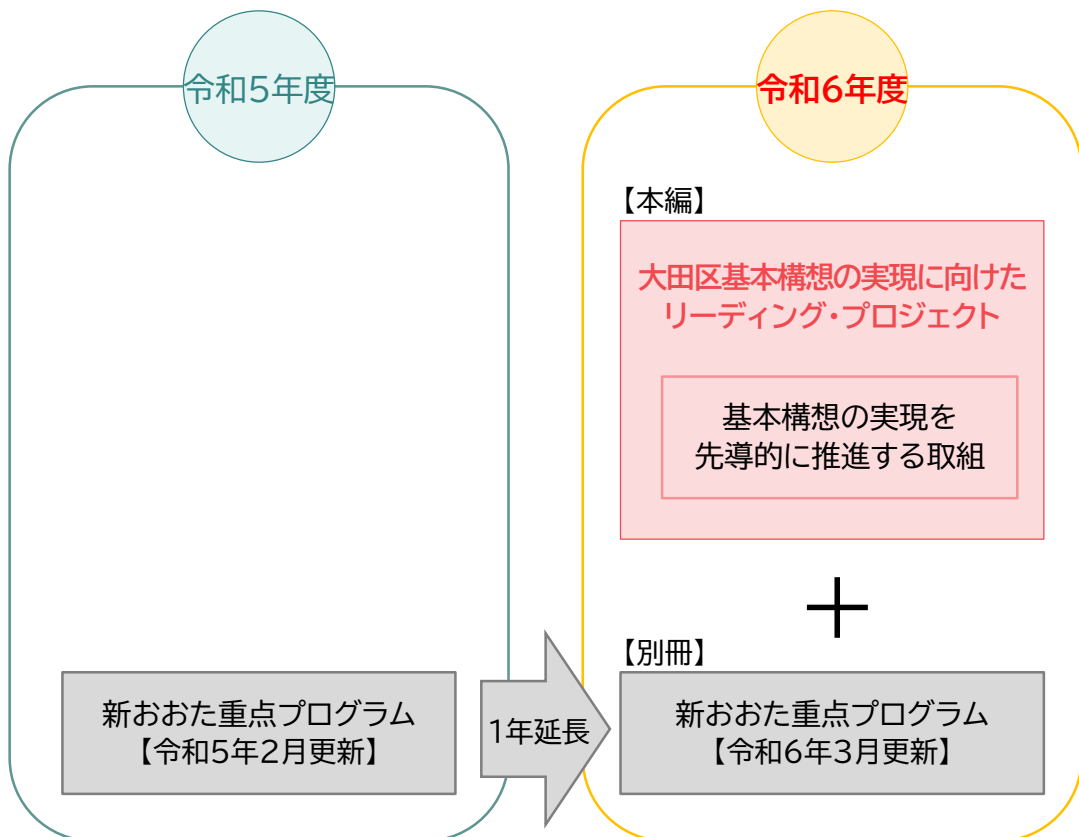 令和5年度
新おおた重点プログラム
【令和5年2月更新】
1年延長
令和6年度
【本編】
大田区基本構想の実現に向けた
リーディング・プロジェクト
基本構想の実現を
先導的に推進する取組
＋
【別冊】
新おおた重点プログラム
【令和6年3月更新】